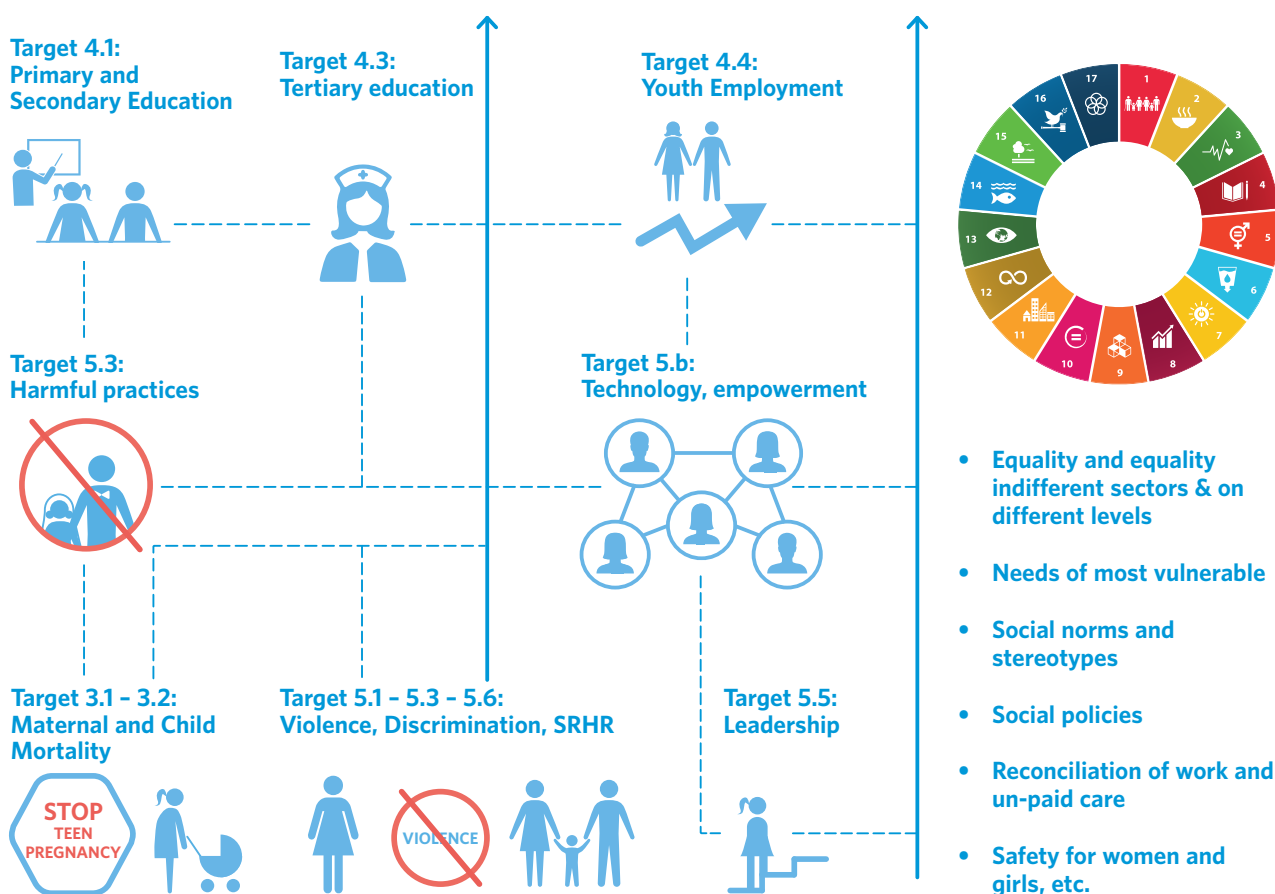 Target 4.1:
Primary and
Secondary Education
Target 4.3:
Tertiary education
Target 4.4:
Youth Employment
Target 5.3:
Harmful practices
Target 5.b:
Technology, empowerment
Target 3.1 – 3.2:
Maternal and Child
Mortality
STOP
TEEN
PREGNANCY
Target 5.1 – 5.3 – 5.6:
Violence, Discrimination, SRHR
VIOLENCE
Target 5.5:
Leadership
1
2
3
4
5
6
7
8
9
10
11
12
13
14
15
16
17
• Equality and equality
indifferent sectors & on
different levels
• Needs of most vulnerable
• Social norms and
stereotypes
• Social policies
• Reconciliation of work and
un-paid care
• Safety for women and
girls, etc.